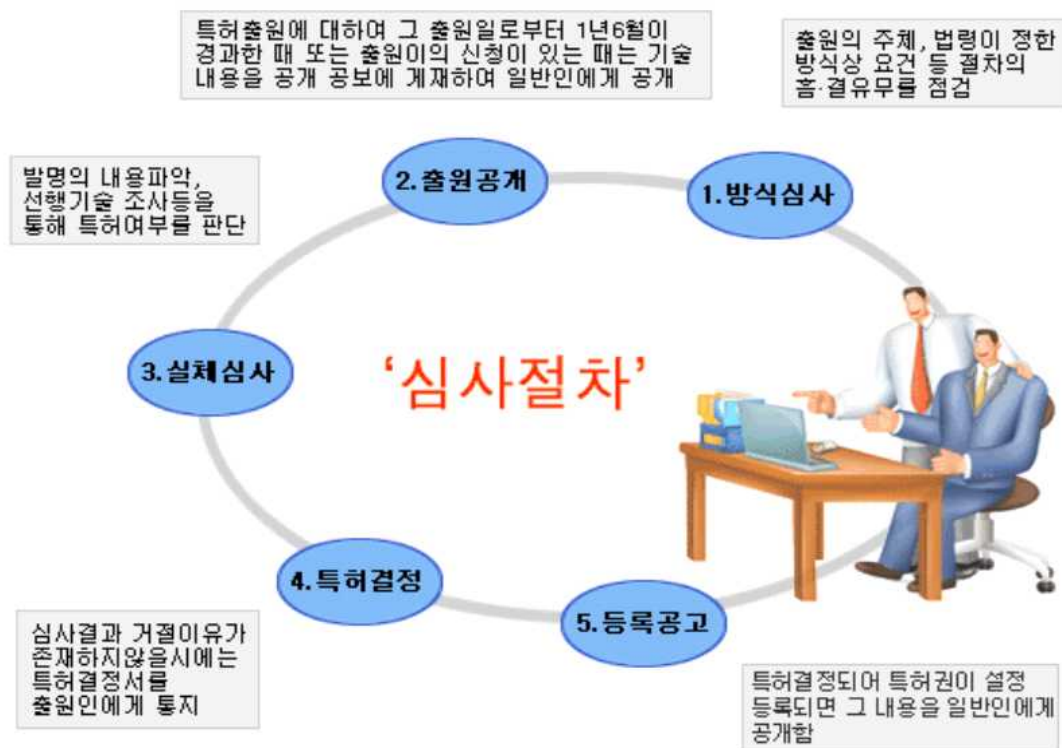 특허출원에 대하여 그 출원일로부터 1년6월이
경과한 때 또는 출원이의 신청이 있는 때는 기술
내용을 공개 공보에 게재하여 일반인에게 공개
출원의 주체, 법령이 정한
방식상 요건 등 절차의
흠·결유무를 점검
2.출원공개
1.방식심사
발명의 내용파악,
선행기술 조사등을
통해 특허여부를 판단
3.실체심사
‘심사절차’
4.특허결정
5.등록공고
심사결과 거절이유가
존재하지않을시에는
특허결정서를
출원인에게 통지
특허결정되어 특허권이 설정
등록되면 그 내용을 일반인에게
공개함